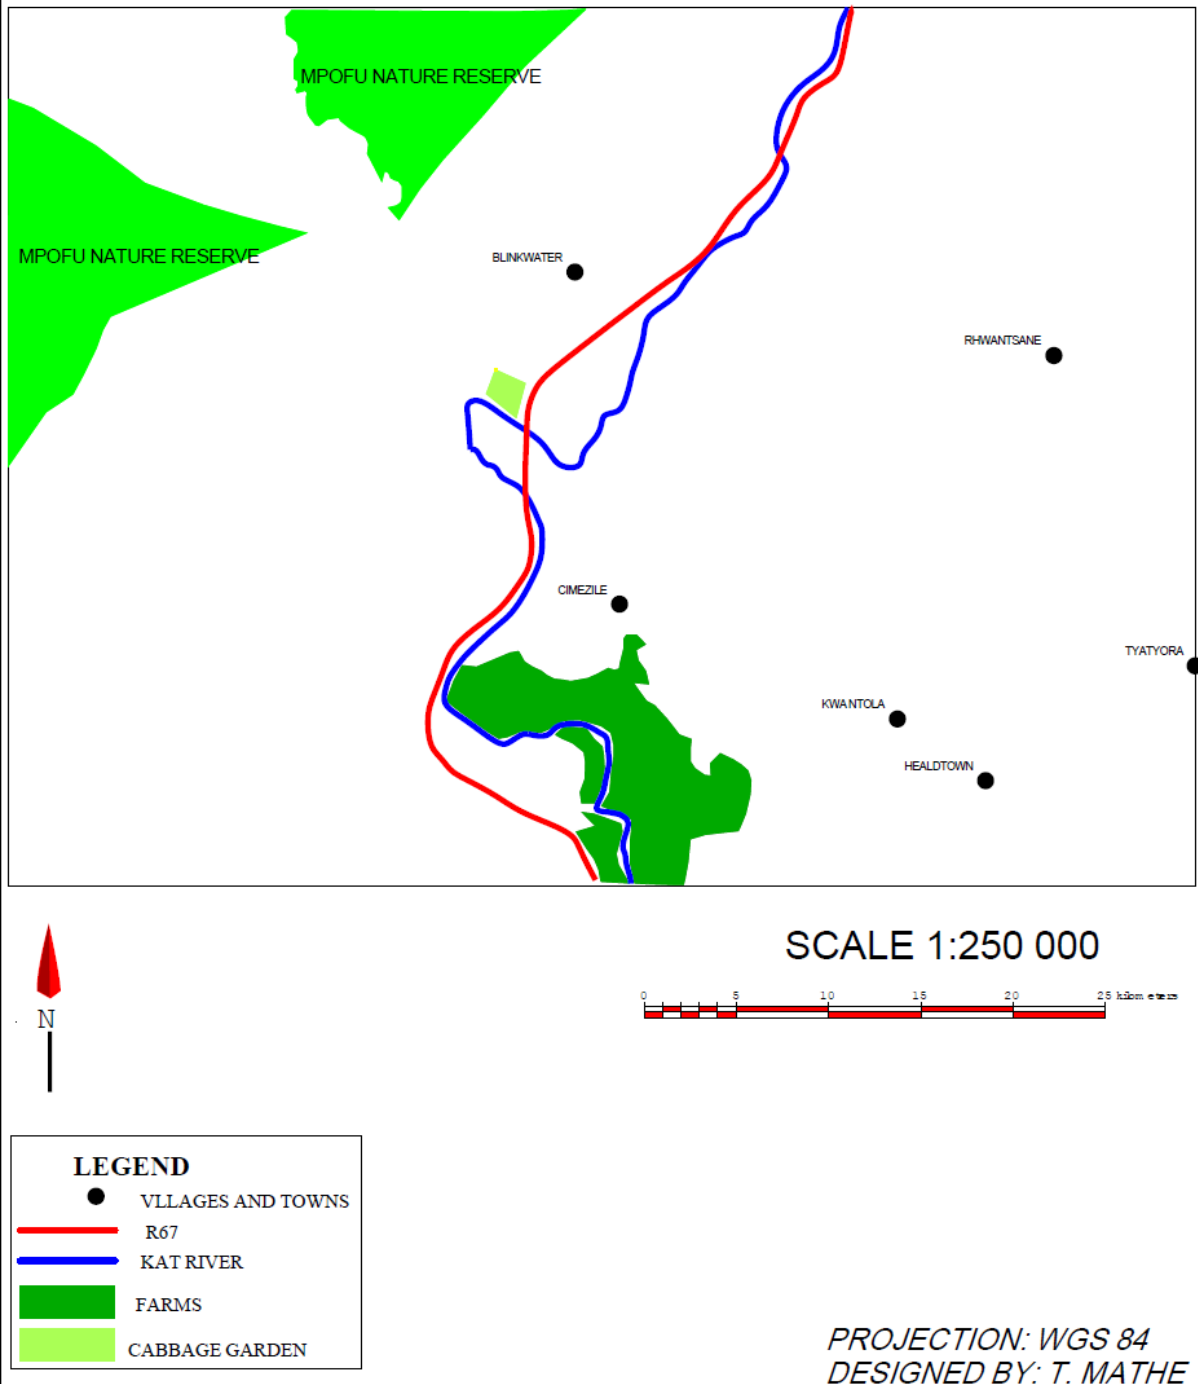 MPOFU NATURE RESERVE
MPOFU NATURE RESERVE
BLINKWATER
RHWANTSANE
CIMEZILE
TYATYORA
KWANTOLA
HEALDTOWN
SCALE 1:250 000
0 5 10 15 20 25 kilometers
N
LEGEND
VLLAGES AND TOWNS
R67
KAT RIVER
FARMS
CABBAGE GARDEN
PROJECTION: WGS 84
DESIGNED BY: T. MATHE